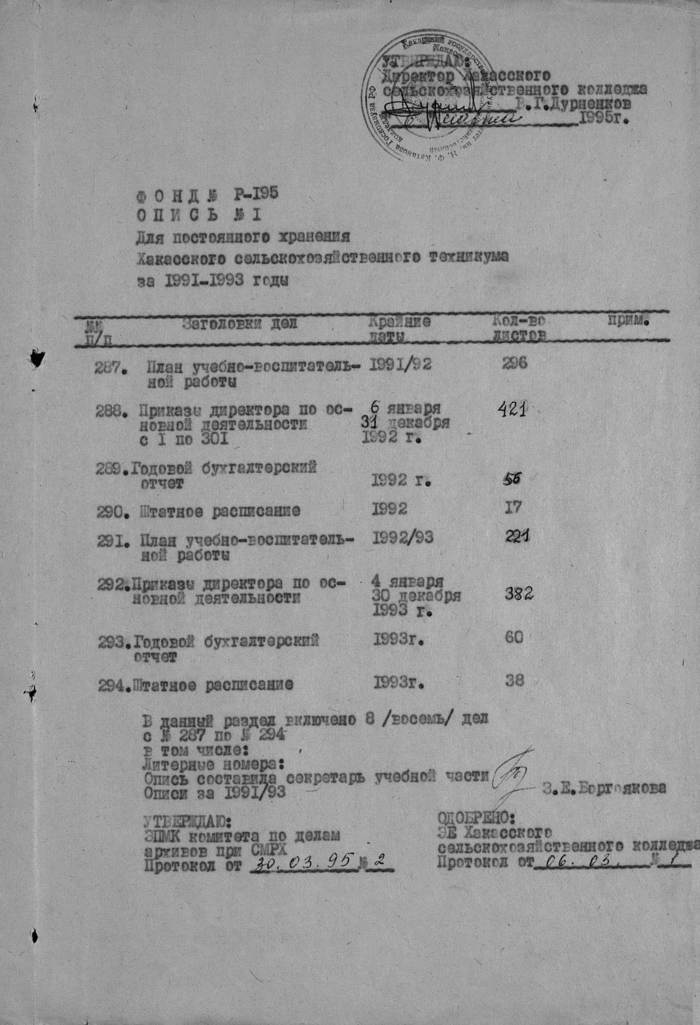 УТВЕРЖДАЮ:
Директор Хакасского
сельскохозяйственного колледжа
В.Г.Дурненков
6 1995г.
ФОНД № Р-195
ОПИСЬ № I
Для постоянного хранения
Хакасского сельскохозяйственного техникума
за 1991-1993 годы
№№ п/п Заголовки дел Крайние даты Кол-во листов прим.
287. План учебно-воспитатель- 1991/92 296
ной работы
288. Приказы директора по ос- 6 января 421
новной деятельности 31 декабря
с I по 30I 1992 г.
289. Годовой бухгалтерский
отчет 1992 г. 56
290. Штатное расписание 1992 17
291. План учебно-воспитатель- 1992/93 221
ной работы
292. Приказы директора по ос- 4 января
новной деятельности 30 декабря 382
1993 г.
293. Годовой бухгалтерский 1993г. 60
отчет
294. Штатное расписание 1993г. 38
В данный раздел включено 8 /восемь/ дел
с № 287 по № 294
в том числе:
Литерные номера:
Опись составила секретарь учебной части
З.Е.Боргоякова
Описи за 1991/93
УТВЕРЖДАЮ:
ЭПМК комитета по делам
архивов при СМРХ
Протокол от 30.03.95 № 2
ОДОБРЕНО:
ЭЕ Хакасского
сельскохозяйственного колледжа
Протокол от 06.03. № 1